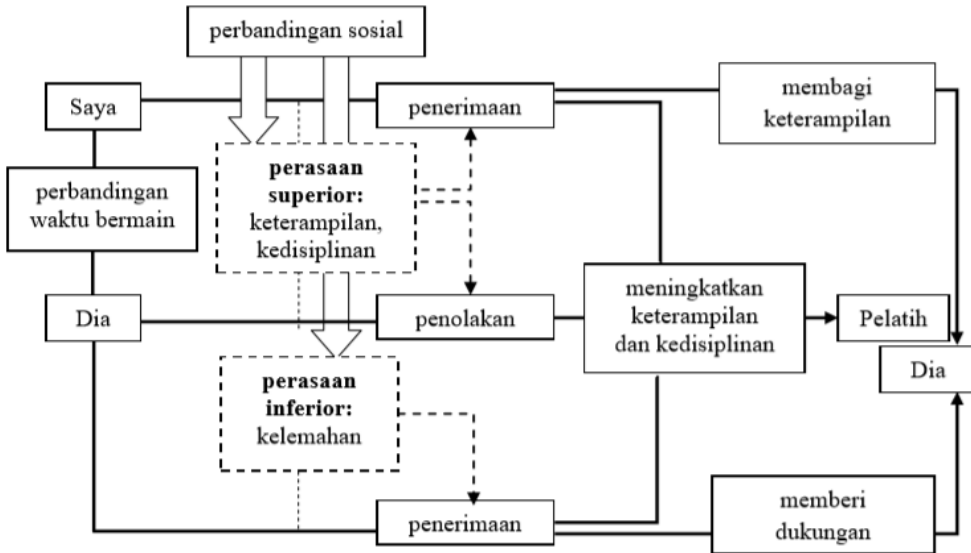 perbandingan sosial
Saya
penerimaan
membagi
keterampilan
perasaan
superior:
keterampilan,
kedisiplinan
perbandingan
waktu bermain
Dia
penolakan
meningkatkan
keterampilan
dan kedisiplinan
Pelatih
Dia
perasaan
inferior:
kelemahan
penerimaan
memberi
dukungan